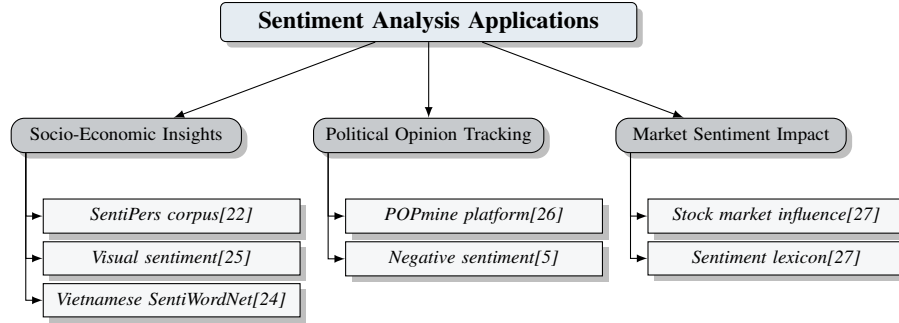 Sentiment Analysis Applications
Socio-Economic Insights
Political Opinion Tracking
Market Sentiment Impact
SentiPers corpus[22]
POPmine platform[26]
Stock market influence[27]
Visual sentiment[25]
Negative sentiment[5]
Sentiment lexicon[27]
Vietnamese SentiWordNet[24]